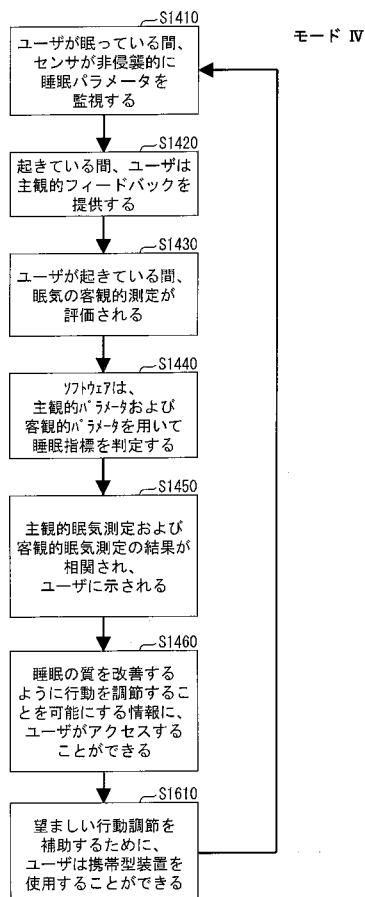 モード Ⅳ
S1410
ユーザが眠っている間、
センサが非侵襲的に
睡眠パラメータを
監視する
S1420
起きている間、ユーザは
主観的フィードバックを
提供する
S1430
ユーザが起きている間、
眠気の客観的測定が
評価される
S1440
ソフトウェアは、
主観的パラメータおよび
客観的パラメータを用いて
睡眠指標を判定する
S1450
主観的眠気測定および
客観的眠気測定の結果が
相関され、
ユーザに示される
S1460
睡眠の質を改善する
ように行動を調節するこ
とを可能にする情報に、
ユーザがアクセスする
ことができる
S1610
望ましい行動調節を
補助するために、
ユーザは携帯型装置を
使用することができる